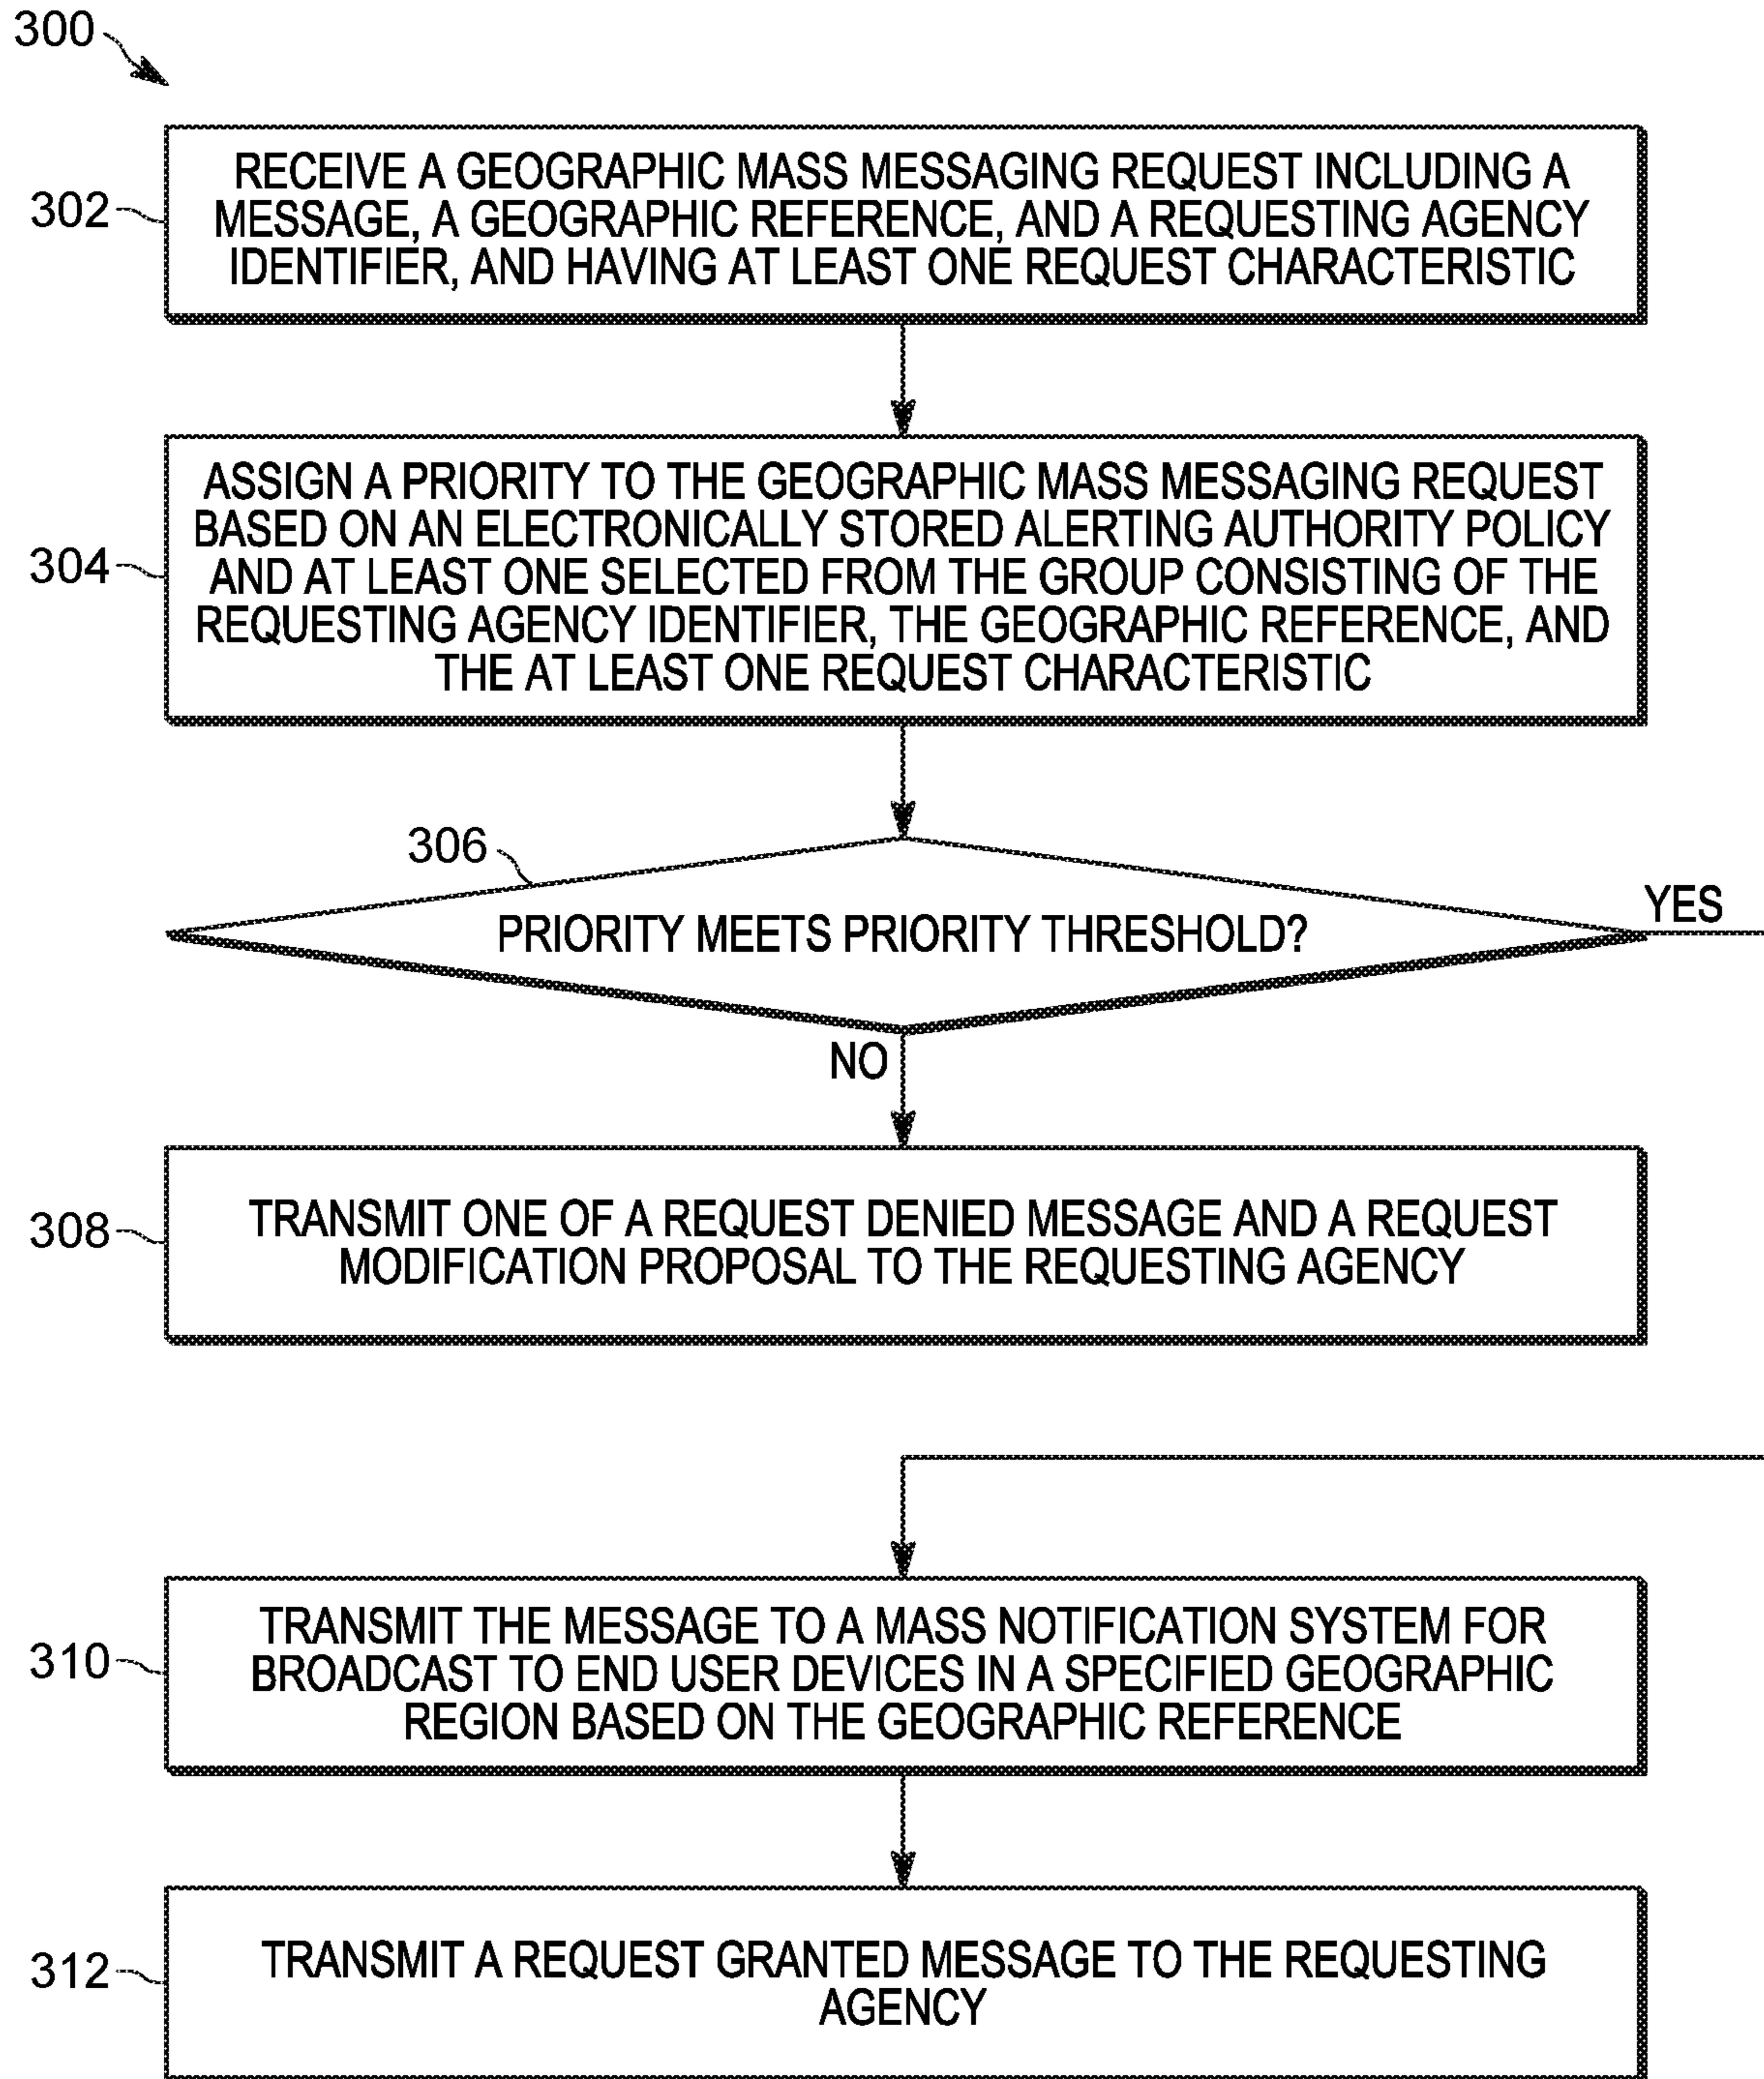 300
302
RECEIVE A GEOGRAPHIC MASS MESSAGING REQUEST INCLUDING A
MESSAGE, A GEOGRAPHIC REFERENCE, AND A REQUESTING AGENCY
IDENTIFIER, AND HAVING AT LEAST ONE REQUEST CHARACTERISTIC
304
ASSIGN A PRIORITY TO THE GEOGRAPHIC MASS MESSAGING REQUEST
BASED ON AN ELECTRONICALLY STORED ALERTING AUTHORITY POLICY
AND AT LEAST ONE SELECTED FROM THE GROUP CONSISTING OF THE
REQUESTING AGENCY IDENTIFIER, THE GEOGRAPHIC REFERENCE, AND
THE AT LEAST ONE REQUEST CHARACTERISTIC
306
PRIORITY MEETS PRIORITY THRESHOLD?
YES
NO
308
TRANSMIT ONE OF A REQUEST DENIED MESSAGE AND A REQUEST
MODIFICATION PROPOSAL TO THE REQUESTING AGENCY
310
TRANSMIT THE MESSAGE TO A MASS NOTIFICATION SYSTEM FOR
BROADCAST TO END USER DEVICES IN A SPECIFIED GEOGRAPHIC
REGION BASED ON THE GEOGRAPHIC REFERENCE
312
TRANSMIT A REQUEST GRANTED MESSAGE TO THE REQUESTING
AGENCY